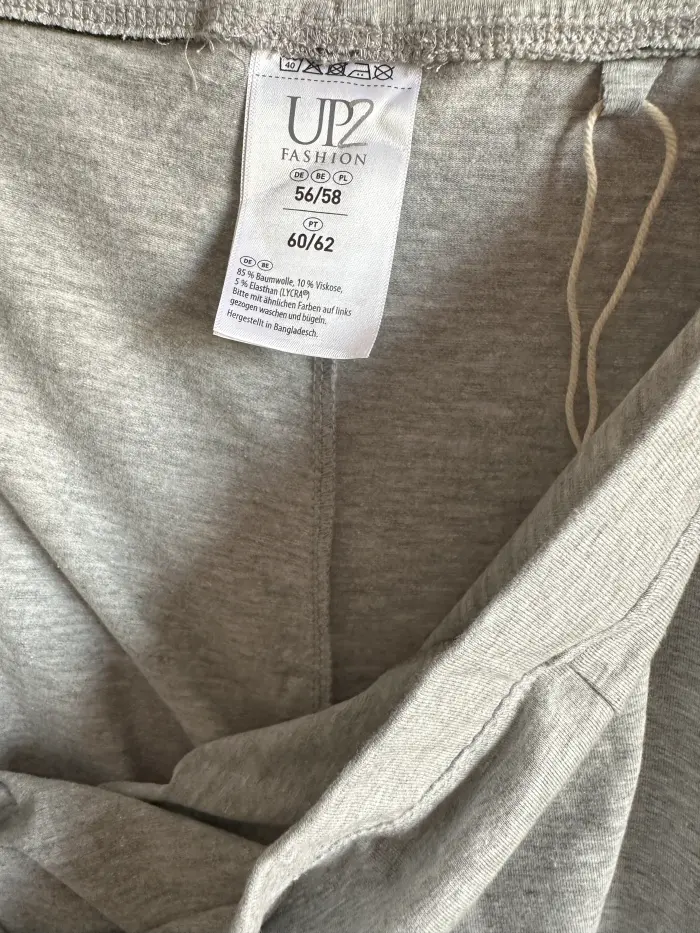 40
UP2
FASHION
DE BE PL
56/58
PT
60/62
DE BE
85 % Baumwolle, 10 % Viskose,
5 % Elasthan (LYCRA®)
Bitte mit ähnlichen Farben auf links
gezogen waschen und bügeln.
Hergestellt in Bangladesch.